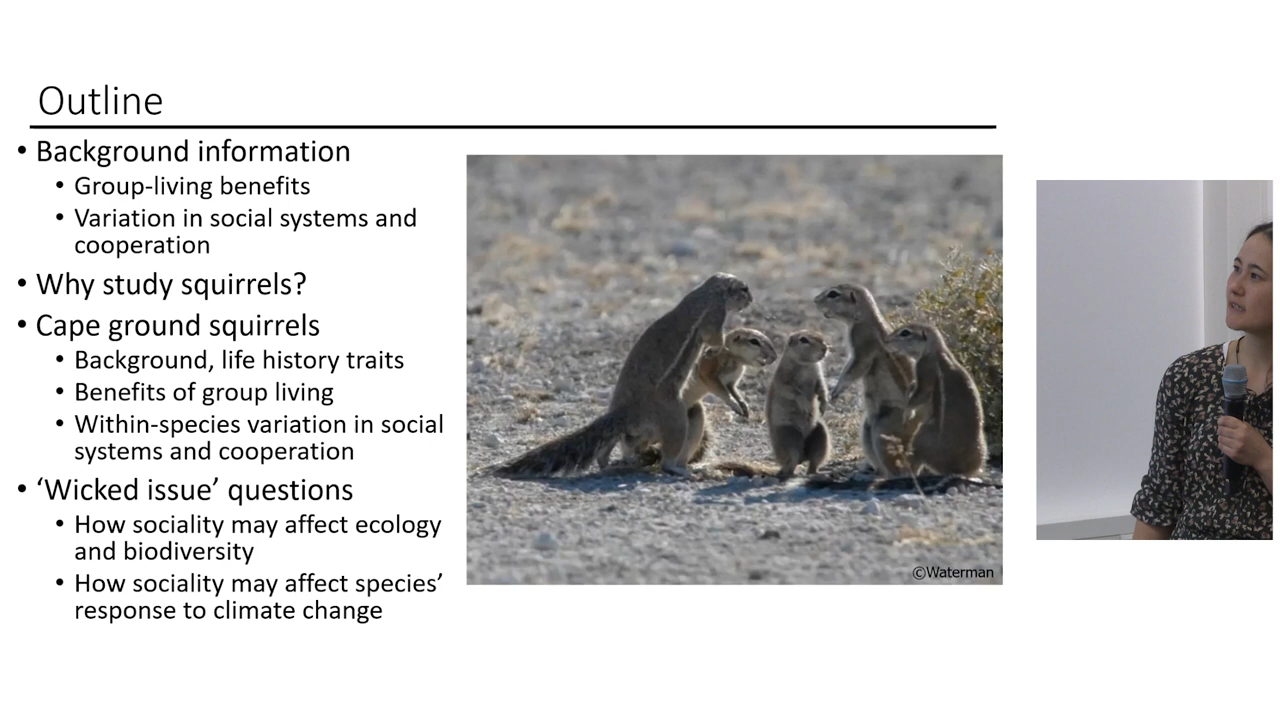 Outline
• Background information
• Group-living benefits
• Variation in social systems and
cooperation
• Why study squirrels?
• Cape ground squirrels
• Background, life history traits
• Benefits of group living
• Within-species variation in social
systems and cooperation
• ‘Wicked issue’ questions
• How sociality may affect ecology
and biodiversity
• How sociality may affect species’
response to climate change
©Waterman